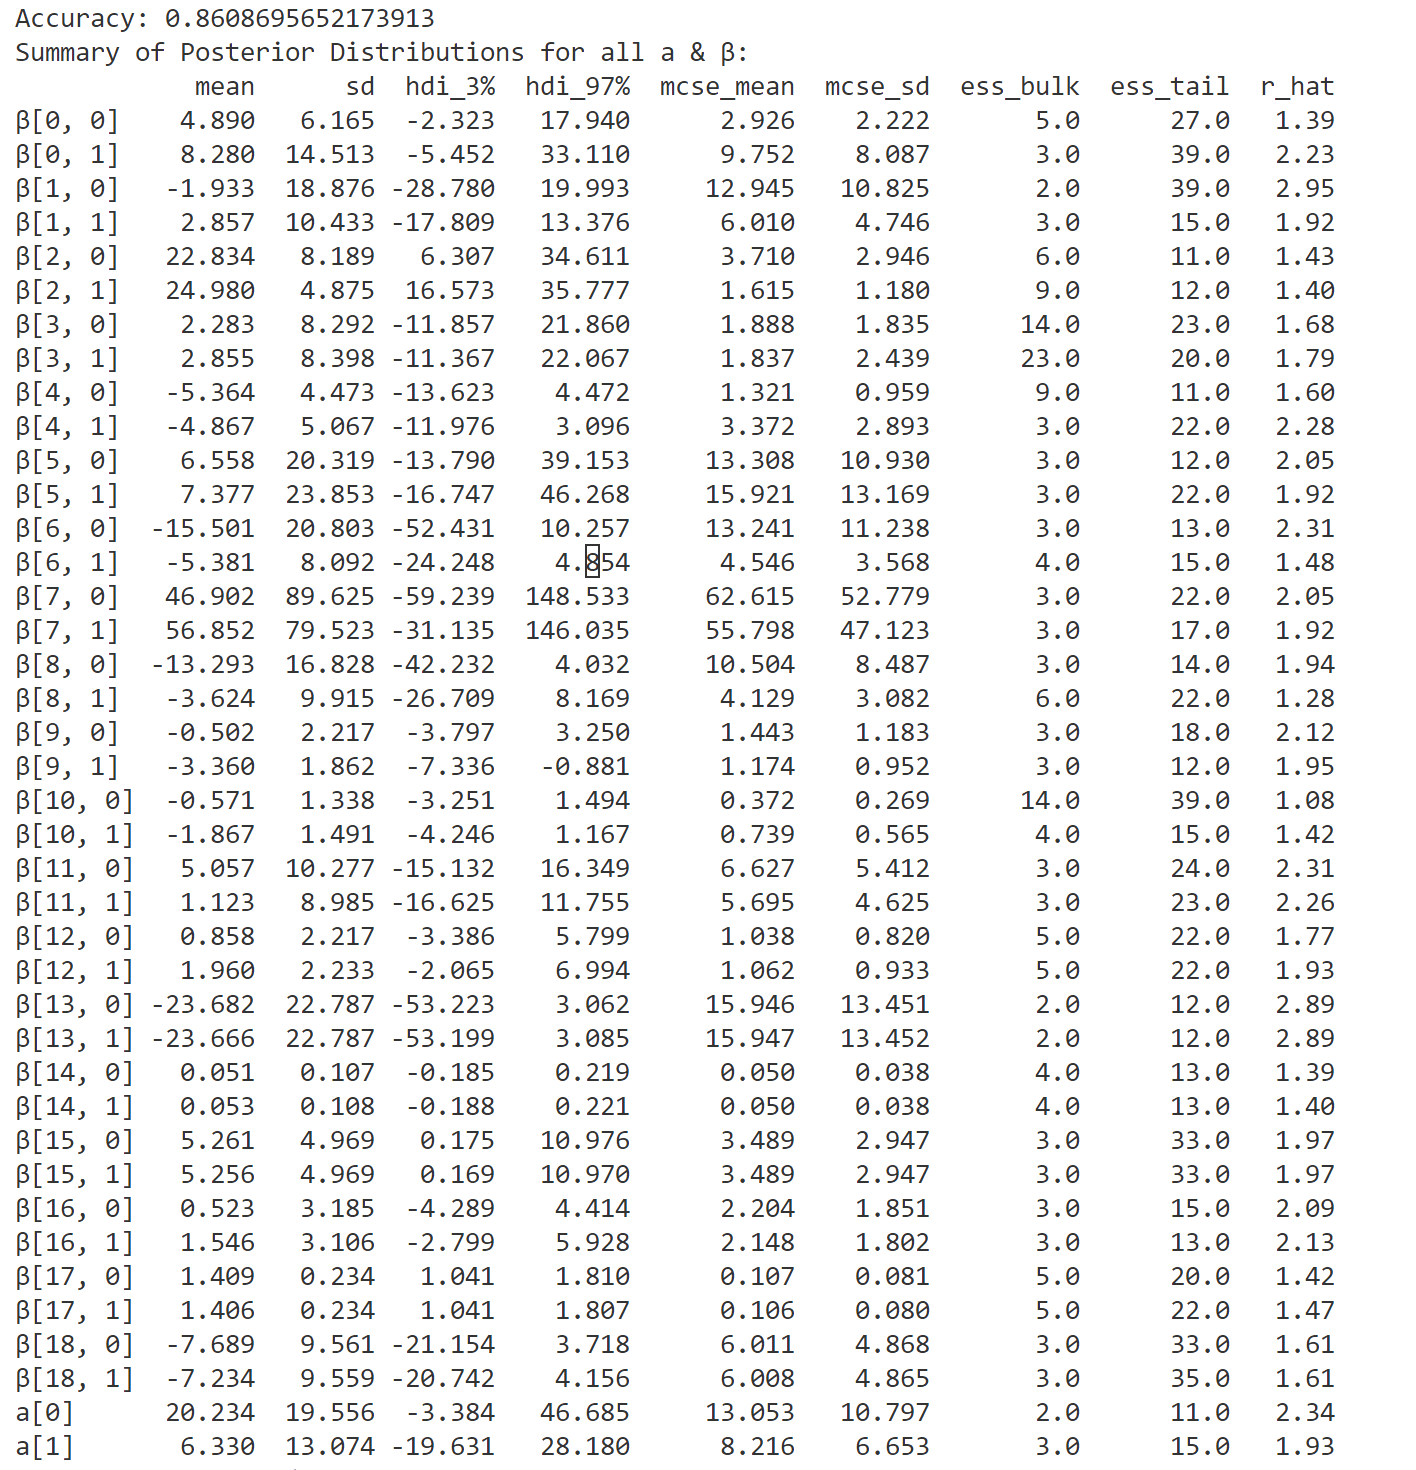 Accuracy: 0.8608695652173913
Summary of Posterior Distributions for all a & β:
mean sd hdi_3% hdi_97% mcse_mean mcse_sd ess_bulk ess_tail r_hat
β[0, 0] 4.890 6.165 -2.323 17.940 2.926 2.222 5.0 27.0 1.39
β[0, 1] 8.280 14.513 -5.452 33.110 9.752 8.087 3.0 39.0 2.23
β[1, 0] -1.933 18.876 -28.780 19.993 12.945 10.825 2.0 39.0 2.95
β[1, 1] 2.857 10.433 -17.809 13.376 6.010 4.746 3.0 15.0 1.92
β[2, 0] 22.834 8.189 6.307 34.611 3.710 2.946 6.0 11.0 1.43
β[2, 1] 24.980 4.875 16.573 35.777 1.615 1.180 9.0 12.0 1.40
β[3, 0] 2.283 8.292 -11.857 21.860 1.888 1.835 14.0 23.0 1.68
β[3, 1] 2.855 8.398 -11.367 22.067 1.837 2.439 23.0 20.0 1.79
β[4, 0] -5.364 4.473 -13.623 4.472 1.321 0.959 9.0 11.0 1.60
β[4, 1] -4.867 5.067 -11.976 3.096 3.372 2.893 3.0 22.0 2.28
β[5, 0] 6.558 20.319 -13.790 39.153 13.308 10.930 3.0 12.0 2.05
β[5, 1] 7.377 23.853 -16.747 46.268 15.921 13.169 3.0 22.0 1.92
β[6, 0] -15.501 20.803 -52.431 10.257 13.241 11.238 3.0 13.0 2.31
β[6, 1] -5.381 8.092 -24.248 4.854 4.546 3.568 4.0 15.0 1.48
β[7, 0] 46.902 89.625 -59.239 148.533 62.615 52.779 3.0 22.0 2.05
β[7, 1] 56.852 79.523 -31.135 146.035 55.798 47.123 3.0 17.0 1.92
β[8, 0] -13.293 16.828 -42.232 4.032 10.504 8.487 3.0 14.0 1.94
β[8, 1] -3.624 9.915 -26.709 8.169 4.129 3.082 6.0 22.0 1.28
β[9, 0] -0.502 2.217 -3.797 3.250 1.443 1.183 3.0 18.0 2.12
β[9, 1] -3.360 1.862 -7.336 -0.881 1.174 0.952 3.0 12.0 1.95
β[10, 0] -0.571 1.338 -3.251 1.494 0.372 0.269 14.0 39.0 1.08
β[10, 1] -1.867 1.491 -4.246 1.167 0.739 0.565 4.0 15.0 1.42
β[11, 0] 5.057 10.277 -15.132 16.349 6.627 5.412 3.0 24.0 2.31
β[11, 1] 1.123 8.985 -16.625 11.755 5.695 4.625 3.0 23.0 2.26
β[12, 0] 0.858 2.217 -3.386 5.799 1.038 0.820 5.0 22.0 1.77
β[12, 1] 1.960 2.233 -2.065 6.994 1.062 0.933 5.0 22.0 1.93
β[13, 0] -23.682 22.787 -53.223 3.062 15.946 13.451 2.0 12.0 2.89
β[13, 1] -23.666 22.787 -53.199 3.085 15.947 13.452 2.0 12.0 2.89
β[14, 0] 0.051 0.107 -0.185 0.219 0.050 0.038 4.0 13.0 1.39
β[14, 1] 0.053 0.108 -0.188 0.221 0.050 0.038 4.0 13.0 1.40
β[15, 0] 5.261 4.969 0.175 10.976 3.489 2.947 3.0 33.0 1.97
β[15, 1] 5.256 4.969 0.169 10.970 3.489 2.947 3.0 33.0 1.97
β[16, 0] 0.523 3.185 -4.289 4.414 2.204 1.851 3.0 15.0 2.09
β[16, 1] 1.546 3.106 -2.799 5.928 2.148 1.802 3.0 13.0 2.13
β[17, 0] 1.409 0.234 1.041 1.810 0.107 0.081 5.0 20.0 1.42
β[17, 1] 1.406 0.234 1.041 1.807 0.106 0.080 5.0 22.0 1.47
β[18, 0] -7.689 9.561 -21.154 3.718 6.011 4.868 3.0 33.0 1.61
β[18, 1] -7.234 9.559 -20.742 4.156 6.008 4.865 3.0 35.0 1.61
a[0] 20.234 19.556 -3.384 46.685 13.053 10.797 2.0 11.0 2.34
a[1] 6.330 13.074 -19.631 28.180 8.216 6.653 3.0 15.0 1.93